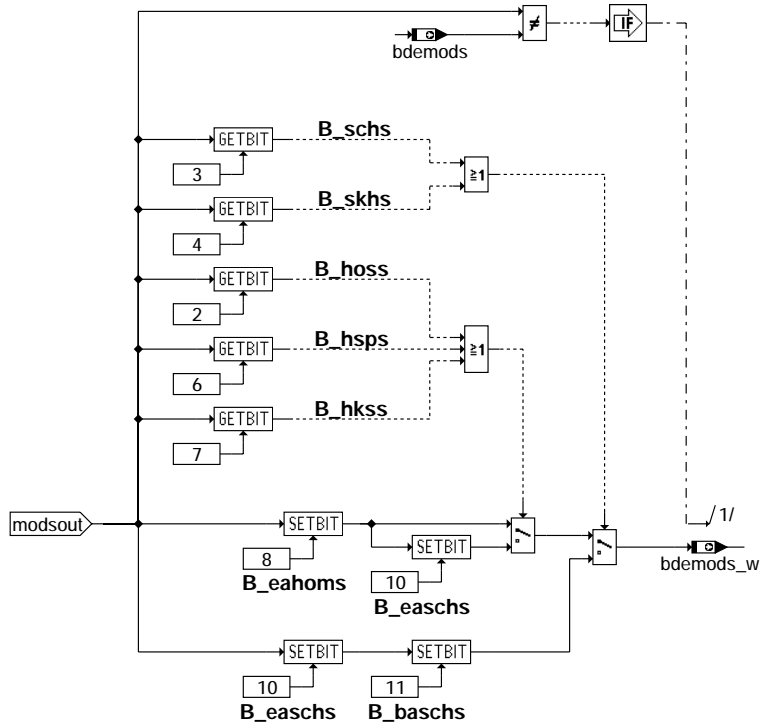 ≠
IF
bdemods
B_schs
GETBIT
3
≥1
B_skhs
GETBIT
4
B_hoss
GETBIT
2
B_hsps
GETBIT
≥1
6
B_hkss
GETBIT
7
modsout
SETBIT
/1/
8
SETBIT
bdemods_w
B_eahoms
10
B_easchs
SETBIT
SETBIT
10
11
B_easchs
B_baschs